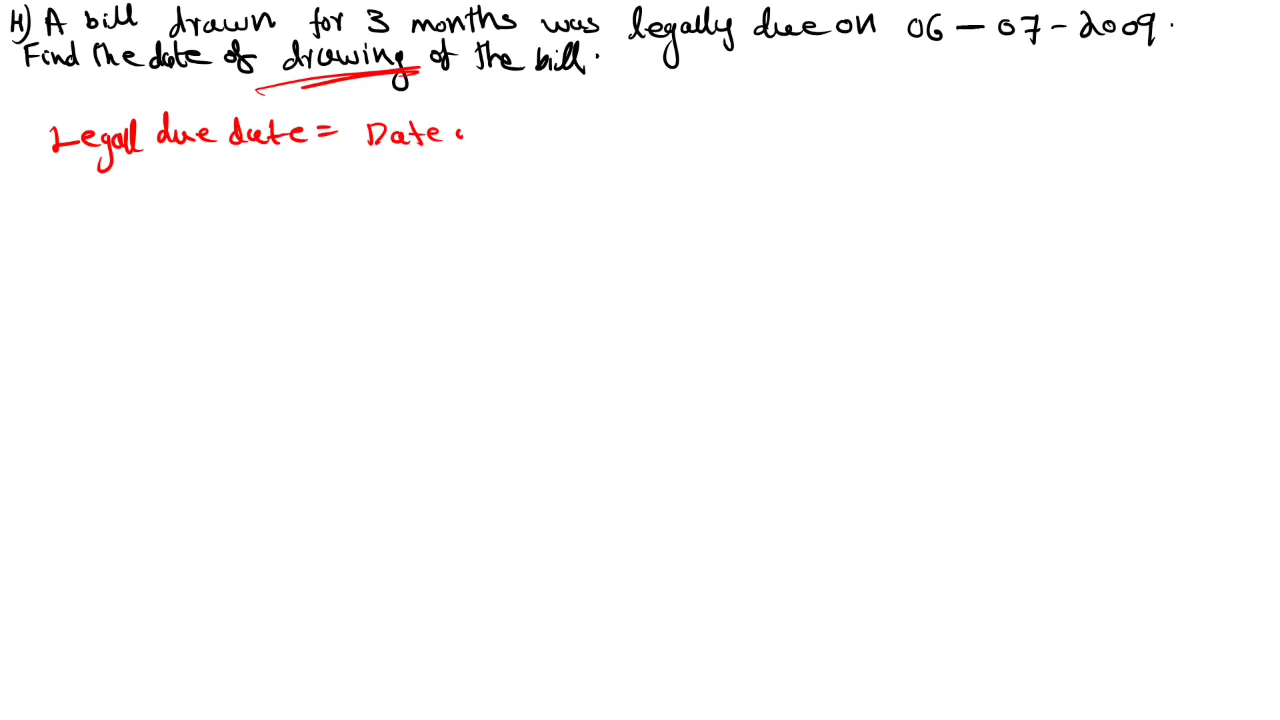 4) A bill drawn for 3 months was legally due on 06 - 07 - 2009.
Find the date of drawing of the bill.
Legal due date = Date